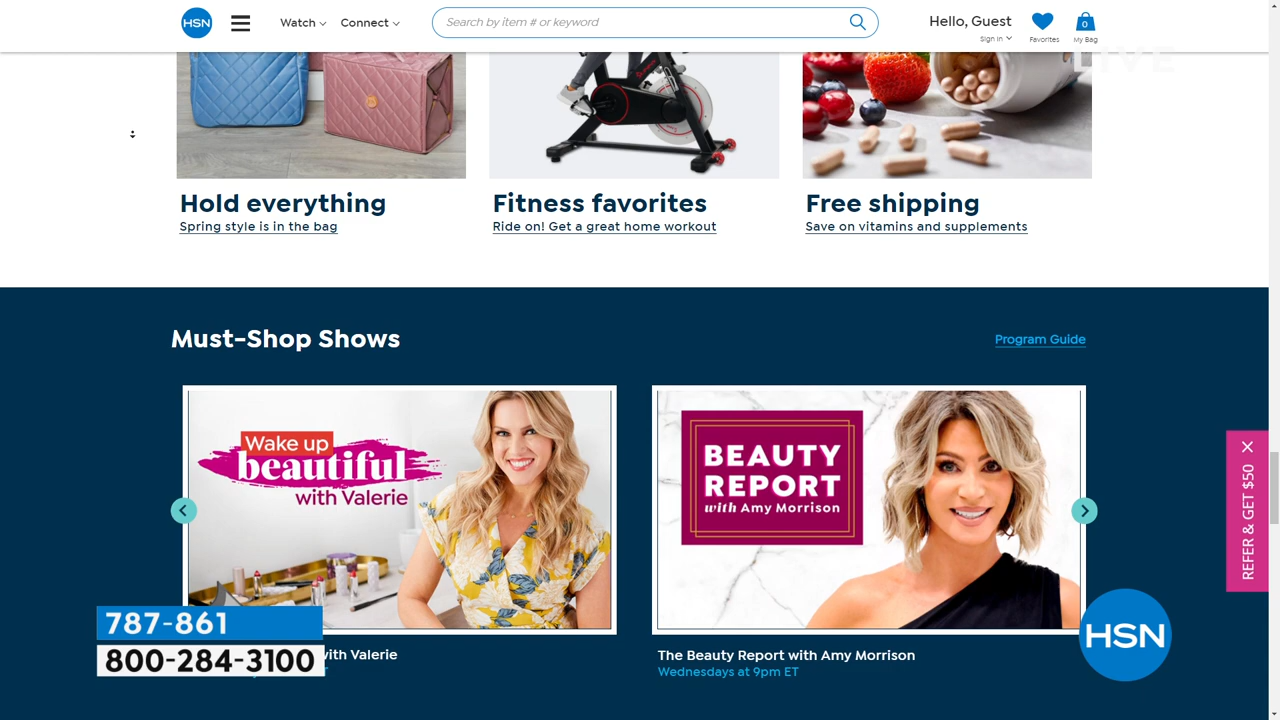 HSN
Watch
Connect
Search by item # or keyword
Hello, Guest
Sign In
Favorites
0
My Bag
LIVE
Hold everything
Spring style is in the bag
Fitness favorites
Ride on! Get a great home workout
Free shipping
Save on vitamins and supplements
Must-Shop Shows
Program Guide
Wake up
beautiful
with Valerie
BEAUTY
REPORT
with Amy Morrison
REFER & GET $50
787-861
800-284-3100
with Valerie
The Beauty Report with Amy Morrison
Wednesdays at 9pm ET
HSN